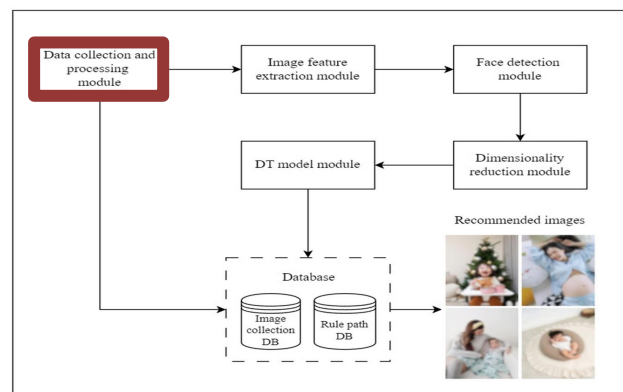 Data collection and
processing
module
Image feature
extraction module
Face detection
module
DT model module
Dimensionality
reduction module
Recommended images
Database
Image
collection
DB
Rule path
DB